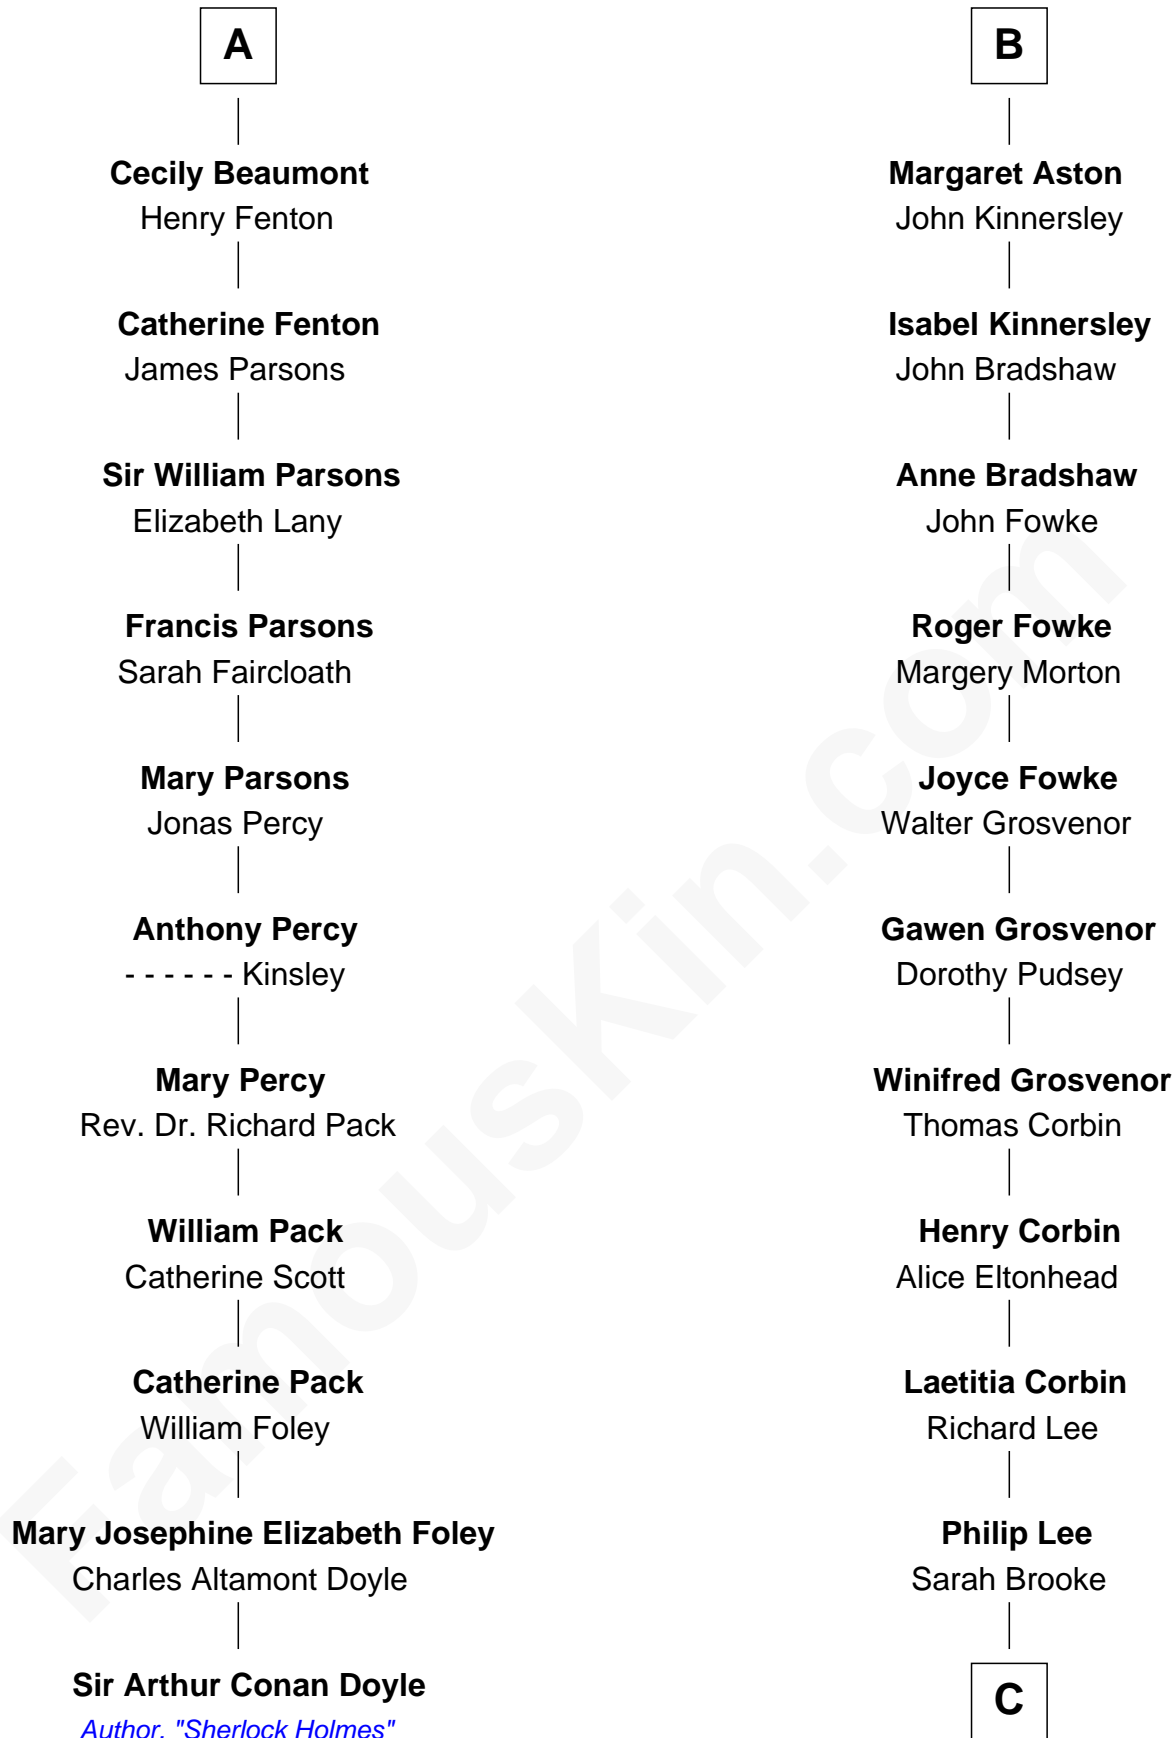 A
Cecily Beaumont
Henry Fenton
Catherine Fenton
James Parsons
Sir William Parsons
Elizabeth Lany
Francis Parsons
Sarah Faircloath
Mary Parsons
Jonas Percy
Anthony Percy
- - - - - - Kinsley
Mary Percy
Rev. Dr. Richard Pack
William Pack
Catherine Scott
Catherine Pack
William Foley
Mary Josephine Elizabeth Foley
Charles Altamont Doyle
Sir Arthur Conan Doyle
Author, "Sherlock Holmes"
B
Margaret Aston
John Kinnersley
Isabel Kinnersley
John Bradshaw
Anne Bradshaw
John Fowke
Roger Fowke
Margery Morton
Joyce Fowke
Walter Grosvenor
Gawen Grosvenor
Dorothy Pudsey
Winifred Grosvenor
Thomas Corbin
Henry Corbin
Alice Eltonhead
Laetitia Corbin
Richard Lee
Philip Lee
Sarah Brooke
C
FamousKin.com